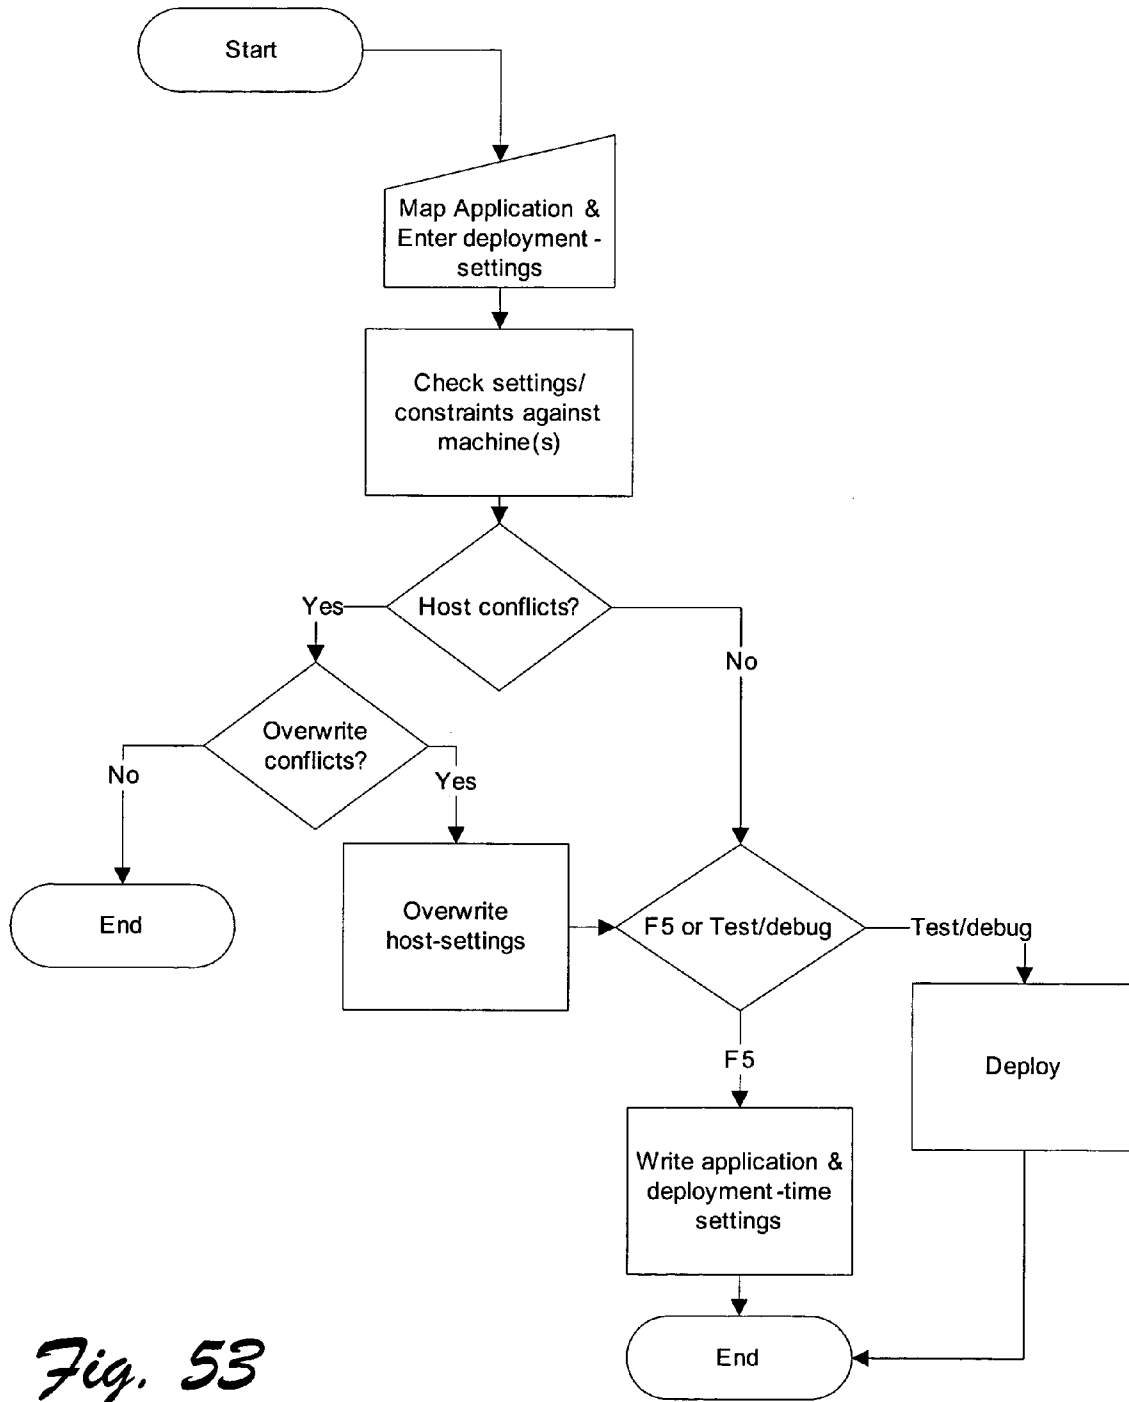 Start
Map Application &
Enter deployment -
settings
Check settings/
constraints against
machine(s)
Host conflicts?
Yes
No
Overwrite
conflicts?
No
Yes
End
Overwrite
host-settings
F5 or Test/debug
Test/debug
F5
Deploy
Write application &
deployment-time
settings
End
Fig. 53